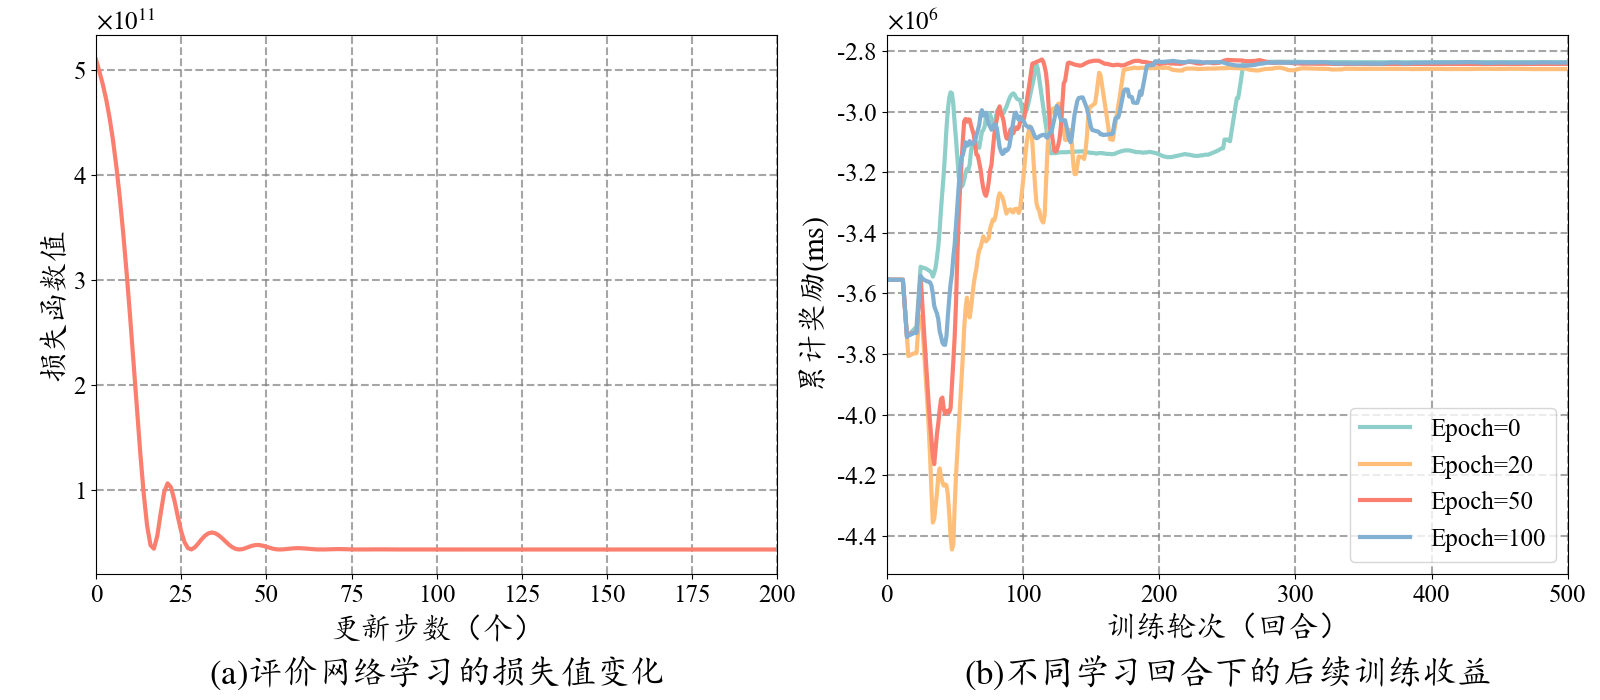 ×10¹¹
5
4
3
2
1
损失函数值
0 25 50 75 100 125 150 175 200
更新步数（个）
(a)评价网络学习的损失值变化
×10⁶
-2.8
-3.0
-3.2
-3.4
-3.6
-3.8
-4.0
-4.2
-4.4
累计奖励(ms)
Epoch=0
Epoch=20
Epoch=50
Epoch=100
0 100 200 300 400 500
训练轮次（回合）
(b)不同学习回合下的后续训练收益